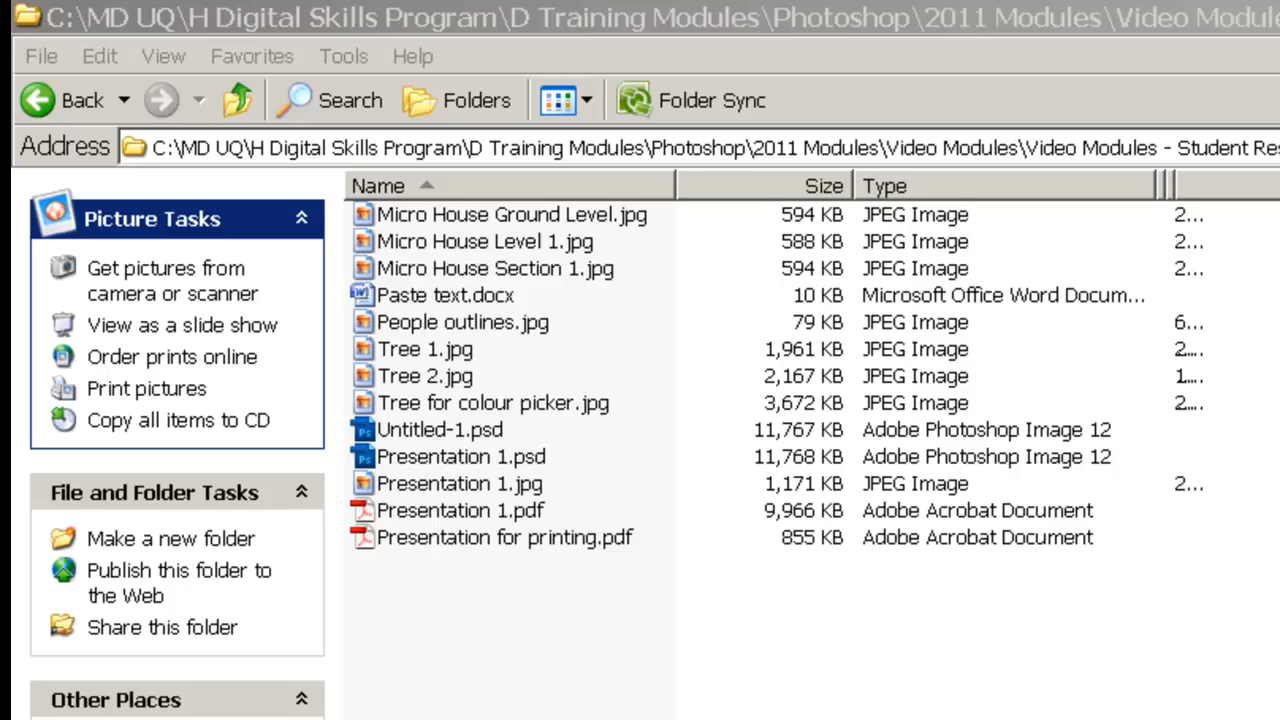 C:\MD UQ\H Digital Skills Program\D Training Modules\Photoshop\2011 Modules\Video Module
File Edit View Favorites Tools Help
Back Search Folders Folder Sync
Address C:\MD UQ\H Digital Skills Program\D Training Modules\Photoshop\2011 Modules\Video Modules\Video Modules - Student Res
Name Size Type
Picture Tasks
Get pictures from
camera or scanner
View as a slide show
Order prints online
Print pictures
Copy all items to CD
File and Folder Tasks
Make a new folder
Publish this folder to
the Web
Share this folder
Other Places
Micro House Ground Level.jpg 594 KB JPEG Image 2...
Micro House Level 1.jpg 588 KB JPEG Image 2...
Micro House Section 1.jpg 594 KB JPEG Image 2...
Paste text.docx 10 KB Microsoft Office Word Docum...
People outlines.jpg 79 KB JPEG Image 6...
Tree 1.jpg 1,961 KB JPEG Image 2...
Tree 2.jpg 2,167 KB JPEG Image 1...
Tree for colour picker.jpg 3,672 KB JPEG Image 2...
Untitled-1.psd 11,767 KB Adobe Photoshop Image 12
Presentation 1.psd 11,768 KB Adobe Photoshop Image 12
Presentation 1.jpg 1,171 KB JPEG Image 2...
Presentation 1.pdf 9,966 KB Adobe Acrobat Document
Presentation for printing.pdf 855 KB Adobe Acrobat Document